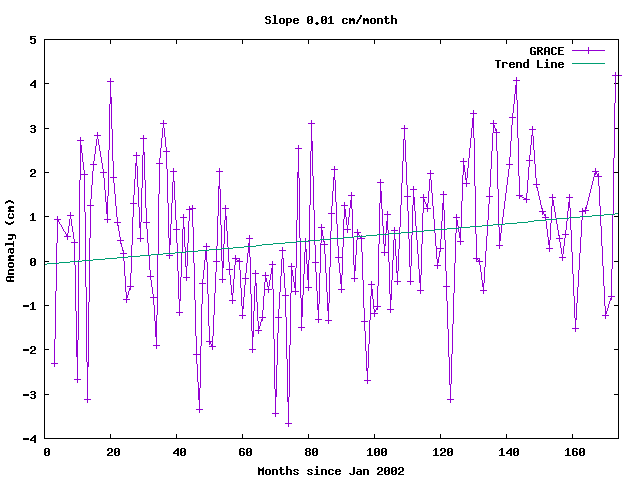 Slope 0.01 cm/month
GRACE
Trend Line
Anomaly (cm)
5
4
3
2
1
0
-1
-2
-3
-4
0 20 40 60 80 100 120 140 160
Months since Jan 2002